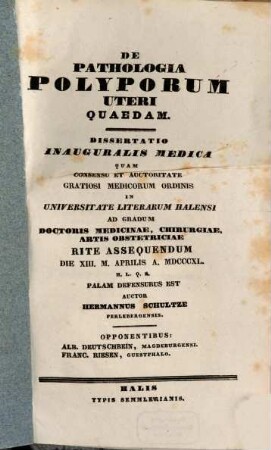 DE
PATHOLOGIA
POLYPORUM
UTERI
QUAEDAM.
DISSERTATIO
INAUGURALIS MEDICA
QUAM
CONSENSU ET AUCTORITATE
GRATIOSI MEDICORUM ORDINIS
IN
UNIVERSITATE LITERARUM HALENSI
AD GRADUM
DOCTORIS MEDICINAE, CHIRURGIAE,
ARTIS OBSTETRICIAE
RITE ASSEQUENDUM
DIE XIII. M. APRILIS A. MDCCCXL.
H. L. Q. S.
PALAM DEFENSURUS EST
AUCTOR
HERMANNUS SCHULTZE
PERLEBERGENSIS.
OPPONENTIBUS:
ALB. DEUTSCHBEIN, MAGDEBURGENSI.
FRANC. RIESEN, GUESTPHALO.
HALIS
TYPIS SEMMLERIANIS.